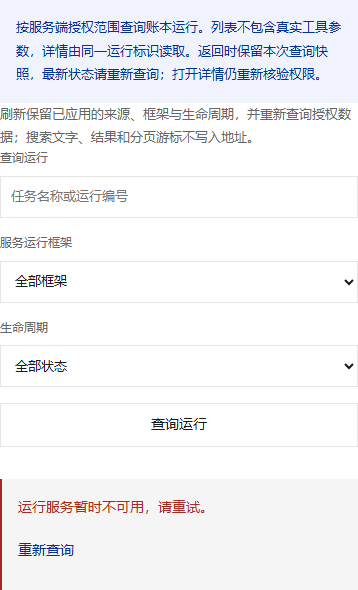 按服务端授权范围查询账本运行。列表不包含真实工具参
数，详情由同一运行标识读取。返回时保留本次查询快
照，最新状态请重新查询；打开详情仍重新核验权限。
刷新保留已应用的来源、框架与生命周期，并重新查询授权数
据；搜索文字、结果和分页游标不写入地址。
查询运行
任务名称或运行编号
服务运行框架
全部框架
生命周期
全部状态
查询运行
运行服务暂时不可用，请重试。
重新查询